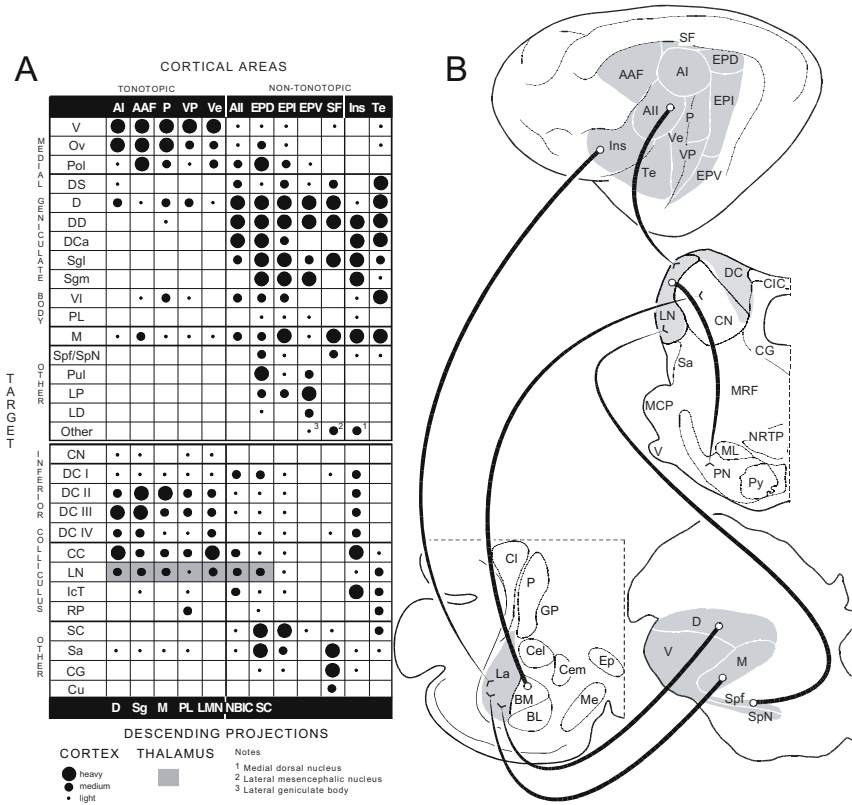 A
CORTICAL AREAS
TONOTOPIC NON-TONOTOPIC
AI AAF P VP Ve AII EPD EPI EPV SF Ins Te
TARGET
MEDIAL GENICULATE BODY
V
Ov
Pol
DS
D
DD
DCa
Sgl
Sgm
VI
PL
M
OTHER
Spf/SpN
Pul
LP
LD
Other 3 2 1
INFERIOR COLLICULUS
CN
DC I
DC II
DC III
DC IV
CC
LN
IcT
RP
OTHER
SC
Sa
CG
Cu
D Sg M PL LMN NBIC SC
DESCENDING PROJECTIONS
CORTEX
heavy
medium
light
THALAMUS
Notes
1 Medial dorsal nucleus
2 Lateral mesencephalic nucleus
3 Lateral geniculate body
B
SF
AAF
AI
EPD
AII
P
EPI
Ins
Ve
VP
Te
EPV
DC
CIC
LN
CN
CG
Sa
MRF
MCP
NRTP
V
ML
PN
Py
Cl
P
GP
Cel
Cem
Ep
La
BM
BL
Me
D
V
M
Spf
SpN